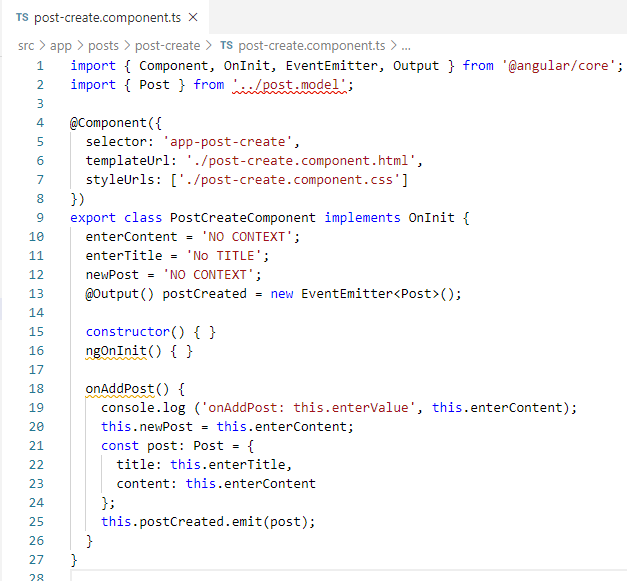 TS post-create.component.ts ×
src > app > posts > post-create > TS post-create.component.ts > ...
1 import { Component, OnInit, EventEmitter, Output } from '@angular/core';
2 import { Post } from '../post.model';
3
4 @Component({
5   selector: 'app-post-create',
6   templateUrl: './post-create.component.html',
7   styleUrls: ['./post-create.component.css']
8 })
9 export class PostCreateComponent implements OnInit {
10   enterContent = 'NO CONTEXT';
11   enterTitle = 'No TITLE';
12   newPost = 'NO CONTEXT';
13   @Output() postCreated = new EventEmitter<Post>();
14
15   constructor() { }
16   ngOnInit() { }
17
18   onAddPost() {
19     console.log ('onAddPost: this.enterValue', this.enterContent);
20     this.newPost = this.enterContent;
21     const post: Post = {
22       title: this.enterTitle,
23       content: this.enterContent
24     };
25     this.postCreated.emit(post);
26   }
27 }
28